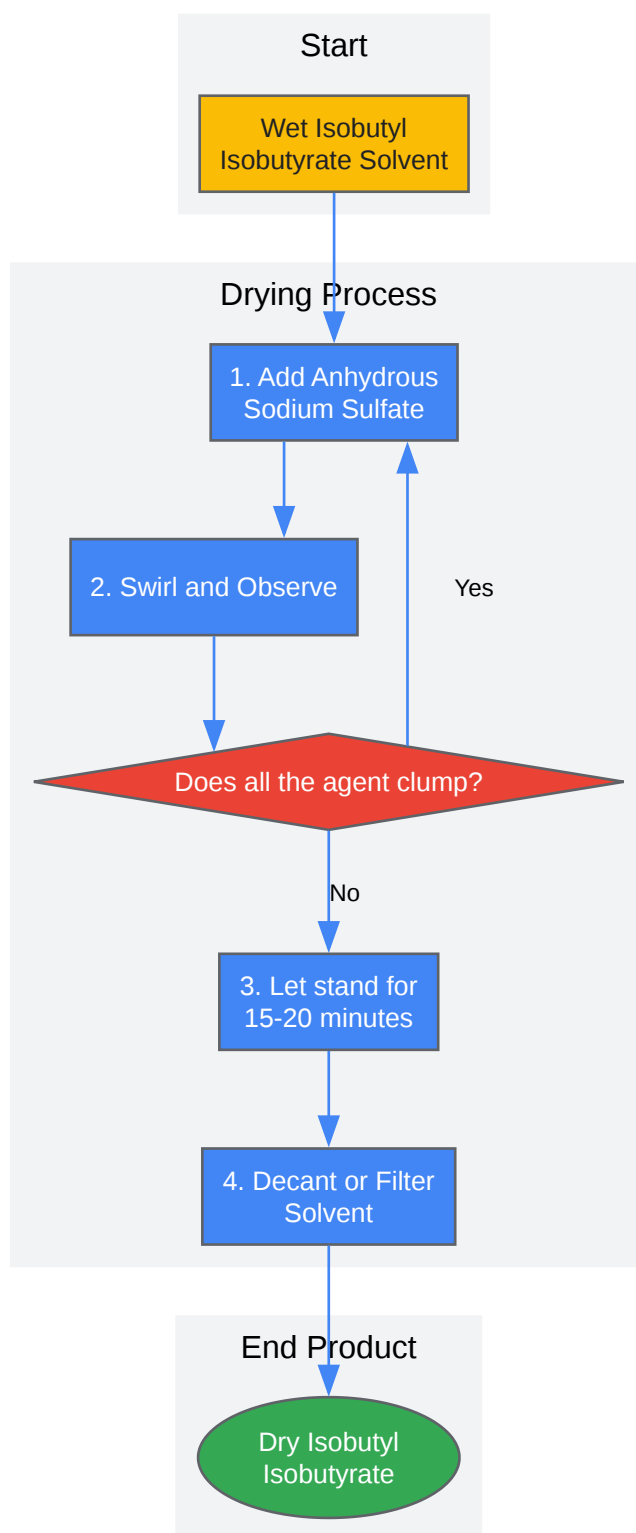 Start
Wet Isobutyl
Isobutyrate Solvent
Drying Process
1. Add Anhydrous
Sodium Sulfate
2. Swirl and Observe
Yes
Does all the agent clump?
No
3. Let stand for
15-20 minutes
4. Decant or Filter
Solvent
End Product
Dry Isobutyl
Isobutyrate